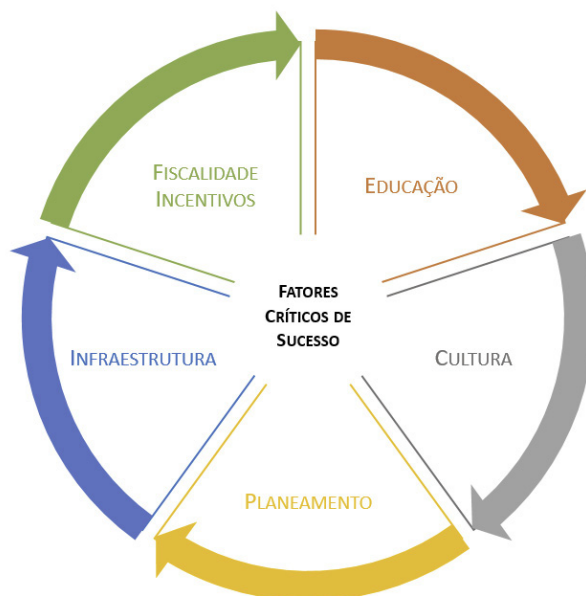 FISCALIDADE
INCENTIVOS
EDUCAÇÃO
FATORES
CRÍTICOS DE
SUCESSO
INFRAESTRUTURA
CULTURA
PLANEAMENTO